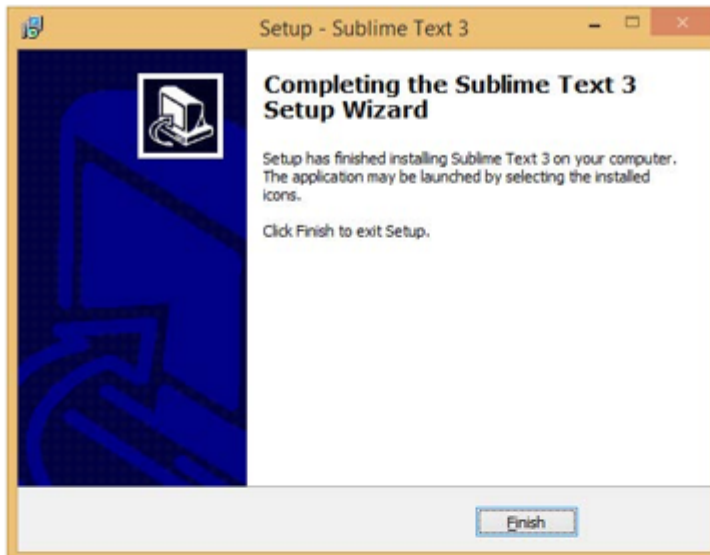 Setup - Sublime Text 3
Completing the Sublime Text 3
Setup Wizard
Setup has finished installing Sublime Text 3 on your computer.
The application may be launched by selecting the installed
icons.
Click Finish to exit Setup.
Finish